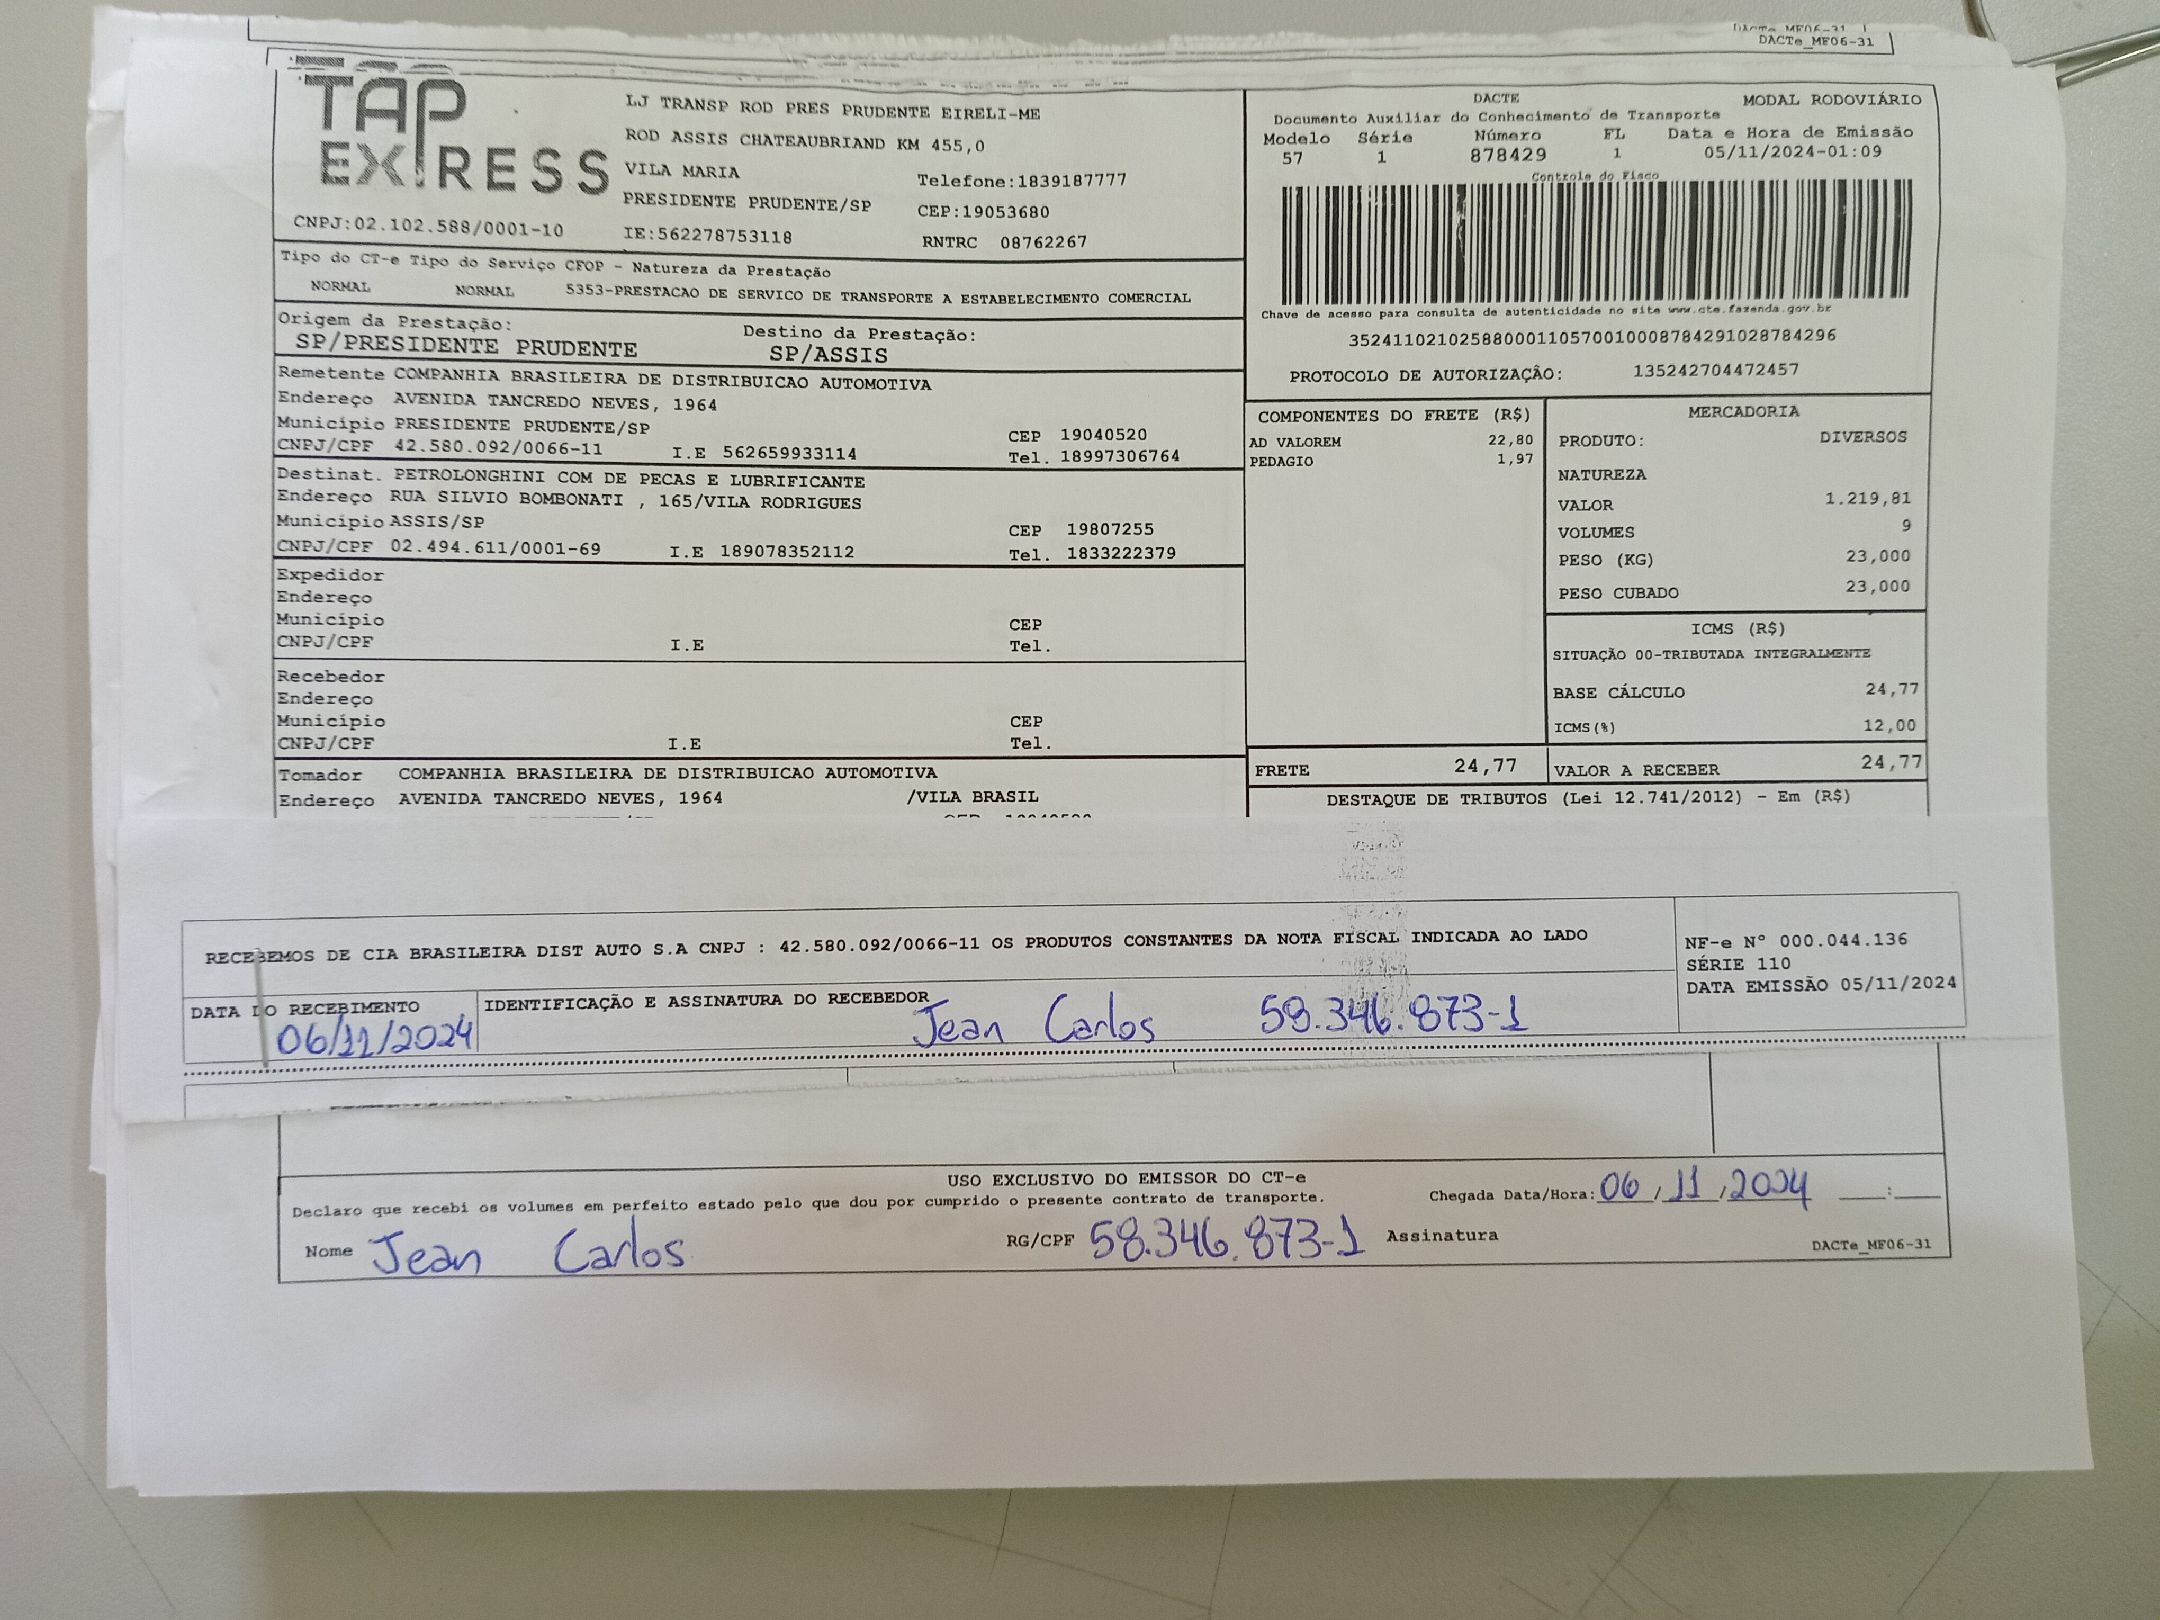 DACTe_MF06-31
DACTe_MF06-31
TAP
EXPRESS
CNPJ:02.102.588/0001-10
LJ TRANSP ROD PRES PRUDENTE EIRELI-ME
ROD ASSIS CHATEAUBRIAND KM 455,0
VILA MARIA
Telefone:1839187777
PRESIDENTE PRUDENTE/SP
CEP:19053680
IE:562278753118
RNTRC 08762267
DACTE
MODAL RODOVIÁRIO
Documento Auxiliar do Conhecimento de Transporte
Modelo Série Número FL Data e Hora de Emissão
57 1 878429 1 05/11/2024-01:09
Controle do Fisco
Chave de acesso para consulta de autenticidade no site www.cte.fazenda.gov.br
35241102102588000110570010008784291028784296
PROTOCOLO DE AUTORIZAÇÃO: 135242704472457
Tipo do CT-e Tipo do Serviço CFOP - Natureza da Prestação
NORMAL NORMAL 5353-PRESTACAO DE SERVICO DE TRANSPORTE A ESTABELECIMENTO COMERCIAL
Origem da Prestação: Destino da Prestação:
SP/PRESIDENTE PRUDENTE SP/ASSIS
Remetente COMPANHIA BRASILEIRA DE DISTRIBUICAO AUTOMOTIVA
Endereço AVENIDA TANCREDO NEVES, 1964
Município PRESIDENTE PRUDENTE/SP CEP 19040520
CNPJ/CPF 42.580.092/0066-11 I.E 562659933114 Tel. 18997306764
Destinat. PETROLONGHINI COM DE PECAS E LUBRIFICANTE
Endereço RUA SILVIO BOMBONATI , 165/VILA RODRIGUES
Município ASSIS/SP CEP 19807255
CNPJ/CPF 02.494.611/0001-69 I.E 189078352112 Tel. 1833222379
Expedidor
Endereço
Município CEP
CNPJ/CPF I.E Tel.
Recebedor
Endereço
Município CEP
CNPJ/CPF I.E Tel.
Tomador COMPANHIA BRASILEIRA DE DISTRIBUICAO AUTOMOTIVA
Endereço AVENIDA TANCREDO NEVES, 1964 /VILA BRASIL
COMPONENTES DO FRETE (R$)
AD VALOREM 22,80
PEDAGIO 1,97
MERCADORIA
PRODUTO: DIVERSOS
NATUREZA
VALOR 1.219,81
VOLUMES 9
PESO (KG) 23,000
PESO CUBADO 23,000
ICMS (R$)
SITUAÇÃO 00-TRIBUTADA INTEGRALMENTE
BASE CÁLCULO 24,77
ICMS(%) 12,00
FRETE 24,77
VALOR A RECEBER 24,77
DESTAQUE DE TRIBUTOS (Lei 12.741/2012) - Em (R$)
RECEBEMOS DE CIA BRASILEIRA DIST AUTO S.A CNPJ : 42.580.092/0066-11 OS PRODUTOS CONSTANTES DA NOTA FISCAL INDICADA AO LADO
NF-e Nº 000.044.136
SÉRIE 110
DATA EMISSÃO 05/11/2024
DATA DO RECEBIMENTO IDENTIFICAÇÃO E ASSINATURA DO RECEBEDOR
06/11/2024 Jean Carlos 58.346.873-1
USO EXCLUSIVO DO EMISSOR DO CT-e
Declaro que recebi os volumes em perfeito estado pelo que dou por cumprido o presente contrato de transporte. Chegada Data/Hora: 06/11/2024 __:__
Nome Jean Carlos RG/CPF 58.346.873-1 Assinatura
DACTe_MF06-31